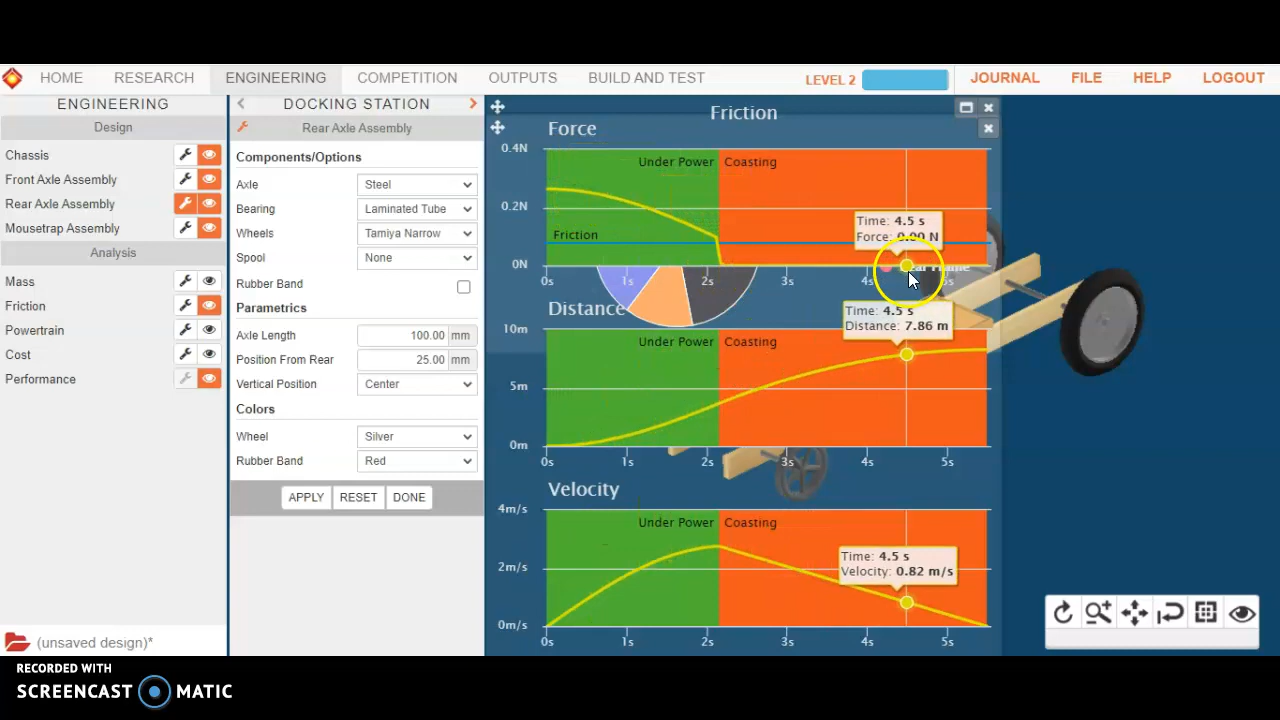 HOME RESEARCH ENGINEERING COMPETITION OUTPUTS BUILD AND TEST LEVEL 2 JOURNAL FILE HELP LOGOUT
ENGINEERING
Design
Chassis
Front Axle Assembly
Rear Axle Assembly
Mousetrap Assembly
Analysis
Mass
Friction
Powertrain
Cost
Performance
(unsaved design)*
DOCKING STATION
Rear Axle Assembly
Components/Options
Axle Steel
Bearing Laminated Tube
Wheels Tamiya Narrow
Spool None
Rubber Band
Parametrics
Axle Length 100.00 mm
Position From Rear 25.00 mm
Vertical Position Center
Colors
Wheel Silver
Rubber Band Red
APPLY RESET DONE
Friction
Force
0.4N
Under Power Coasting
0.2N
Time: 4.5 s
Force: 0.00 N
Friction
0N
Rear Frame
0s 1s 2s 3s 4s 5s
Distance
Time: 4.5 s
Distance: 7.86 m
10m
Under Power Coasting
5m
0m
0s 1s 2s 3s 4s 5s
Velocity
4m/s
Under Power Coasting
Time: 4.5 s
Velocity: 0.82 m/s
2m/s
0m/s
0s 1s 2s 3s 4s 5s
RECORDED WITH
SCREENCAST MATIC